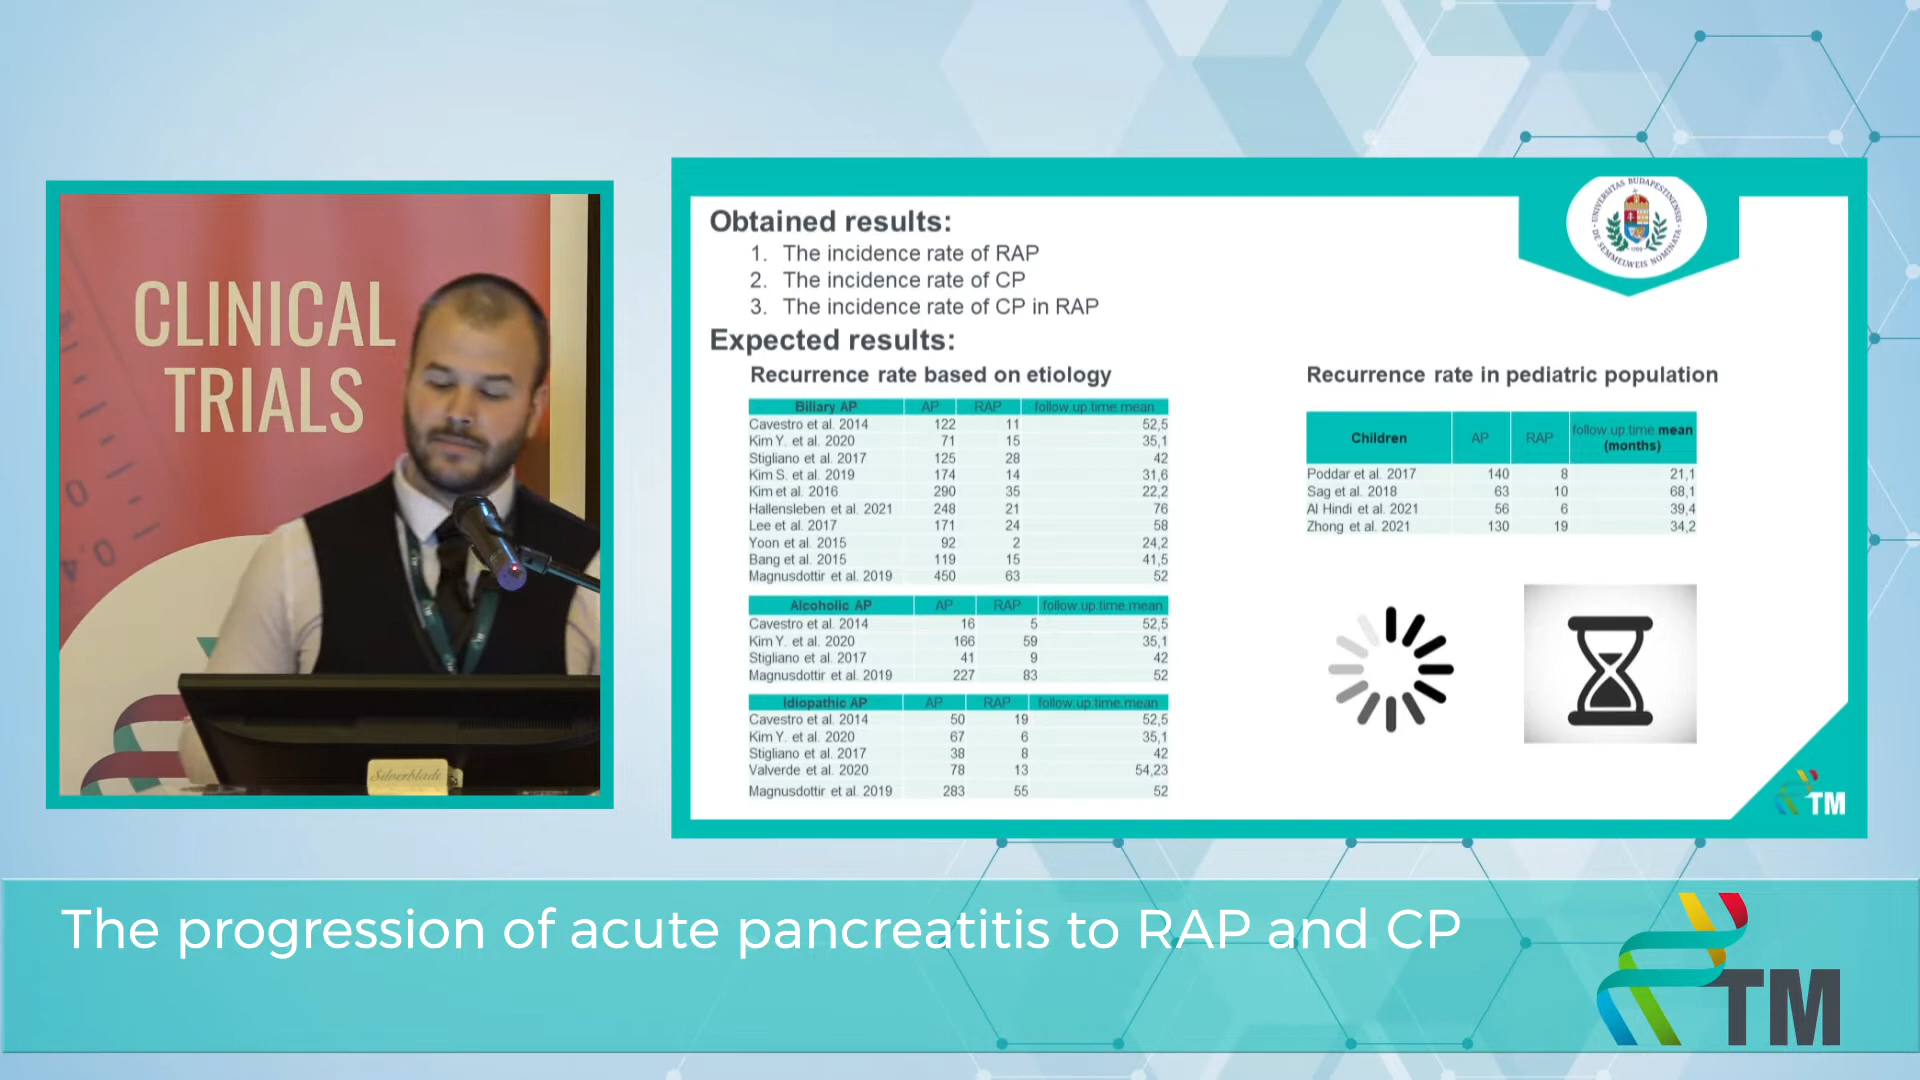 CLINICAL
TRIALS
Silverblade
UNIVERSITAS BUDAPESTINENSIS
DE SEMMELWEIS NOMINATA
Obtained results:
1. The incidence rate of RAP
2. The incidence rate of CP
3. The incidence rate of CP in RAP
Expected results:
Recurrence rate based on etiology
Biliary AP AP RAP follow.up.time.mean
Cavestro et al. 2014 122 11 52,5
Kim Y. et al. 2020 71 15 35,1
Stigliano et al. 2017 125 28 42
Kim S. et al. 2019 174 14 31,6
Kim et al. 2016 290 35 22,2
Hallensleben et al. 2021 248 21 76
Lee et al. 2017 171 24 58
Yoon et al. 2015 92 2 24,2
Bang et al. 2015 119 15 41,5
Magnusdottir et al. 2019 450 63 52
Alcoholic AP AP RAP follow.up.time.mean
Cavestro et al. 2014 16 5 52,5
Kim Y. et al. 2020 166 59 35,1
Stigliano et al. 2017 41 9 42
Magnusdottir et al. 2019 227 83 52
Idiopathic AP AP RAP follow.up.time.mean
Cavestro et al. 2014 50 19 52,5
Kim Y. et al. 2020 67 6 35,1
Stigliano et al. 2017 38 8 42
Valverde et al. 2020 78 13 54,23
Magnusdottir et al. 2019 283 55 52
Recurrence rate in pediatric population
Children AP RAP follow.up.time.mean
(months)
Poddar et al. 2017 140 8 21,1
Sag et al. 2018 63 10 68,1
Al Hindi et al. 2021 56 6 39,4
Zhong et al. 2021 130 19 34,2
TM
The progression of acute pancreatitis to RAP and CP
TM